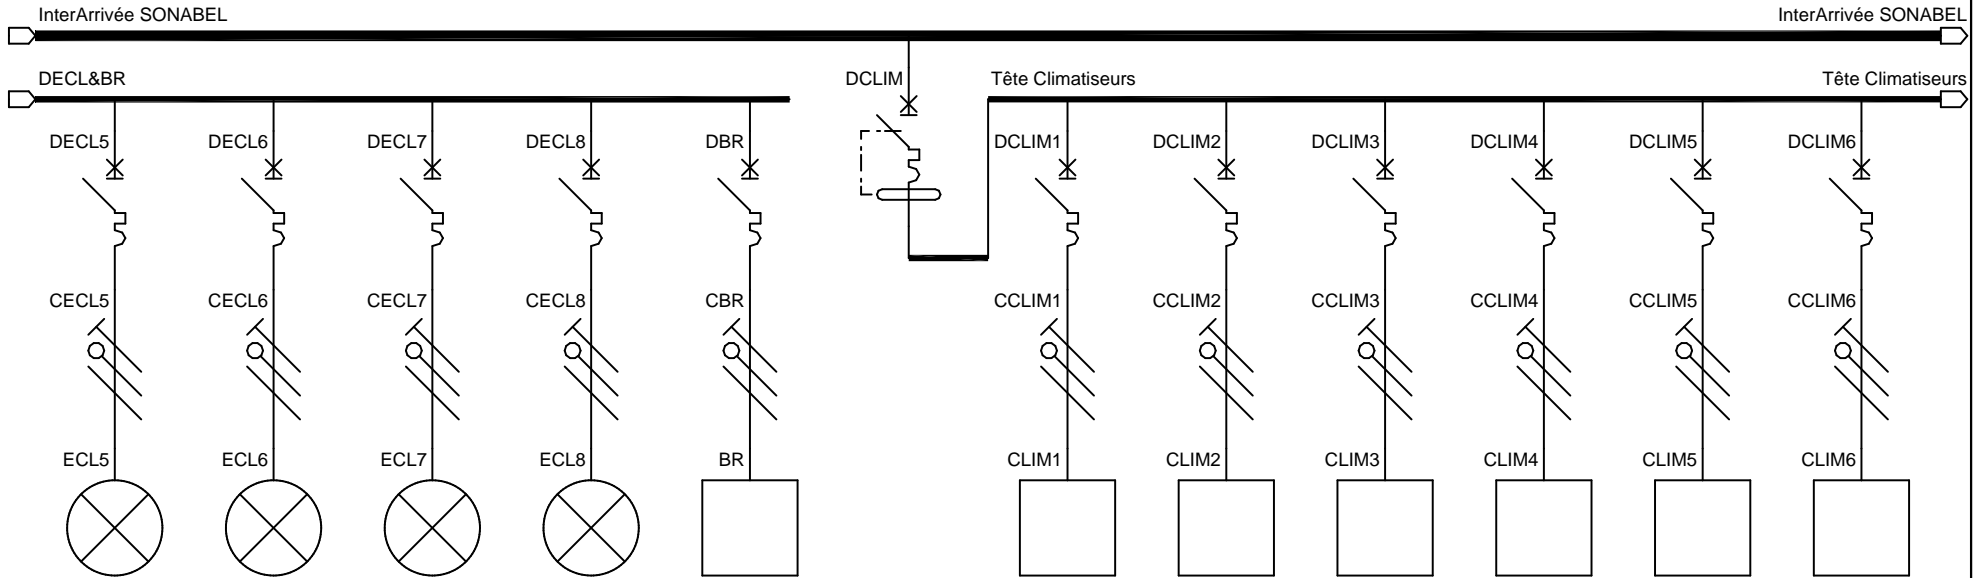 InterArrivée SONABEL InterArrivée SONABEL
DECL&BR DCLIM Tête Climatiseurs Tête Climatiseurs
DECL5 DECL6 DECL7 DECL8 DBR DCLIM1 DCLIM2 DCLIM3 DCLIM4 DCLIM5 DCLIM6
CECL5 CECL6 CECL7 CECL8 CBR CCLIM1 CCLIM2 CCLIM3 CCLIM4 CCLIM5 CCLIM6
ECL5 ECL6 ECL7 ECL8 BR CLIM1 CLIM2 CLIM3 CLIM4 CLIM5 CLIM6